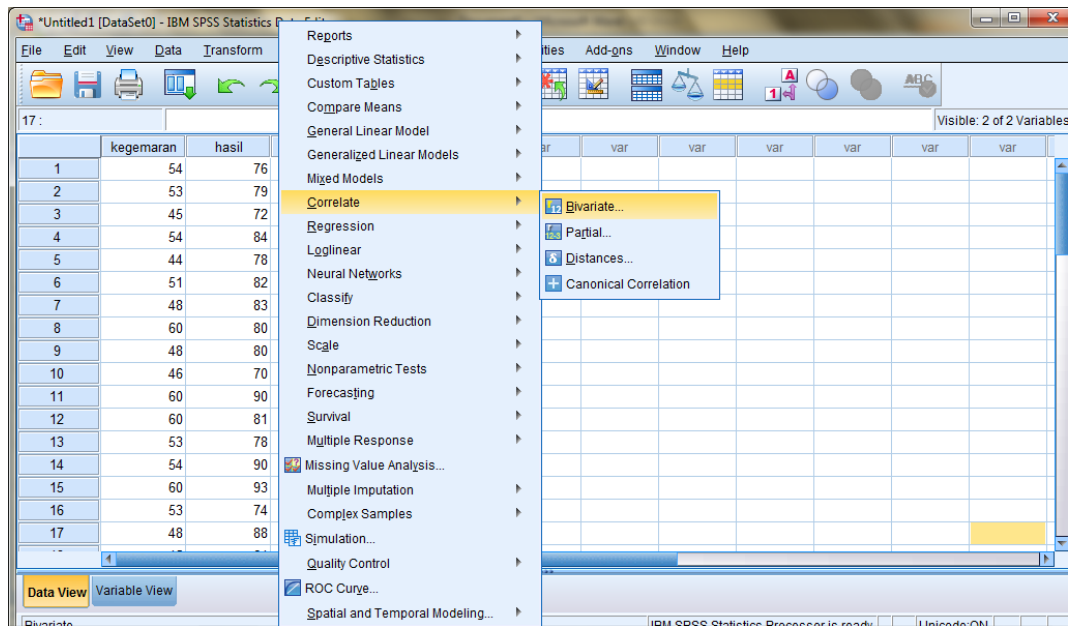 *Untitled1 [DataSet0] - IBM SPSS Statistics Data Edit
File Edit View Data Transform ities Add-ons Window Help
17 :
Visible: 2 of 2 Variables
kegemaran hasil var var var var var var
1 54 76
2 53 79
3 45 72
4 54 84
5 44 78
6 51 82
7 48 83
8 60 80
9 48 80
10 46 70
11 60 90
12 60 81
13 53 78
14 54 90
15 60 93
16 53 74
17 48 88
Reports
Descriptive Statistics
Custom Tables
Compare Means
General Linear Model
Generalized Linear Models
Mixed Models
Correlate
Regression
Loglinear
Neural Networks
Classify
Dimension Reduction
Scale
Nonparametric Tests
Forecasting
Survival
Multiple Response
Missing Value Analysis...
Multiple Imputation
Complex Samples
Simulation...
Quality Control
ROC Curve...
Spatial and Temporal Modeling...
Bivariate...
Partial...
Distances...
Canonical Correlation
Data View Variable View
Bivariate IBM SPSS Statistics Processor is ready Unicode:ON